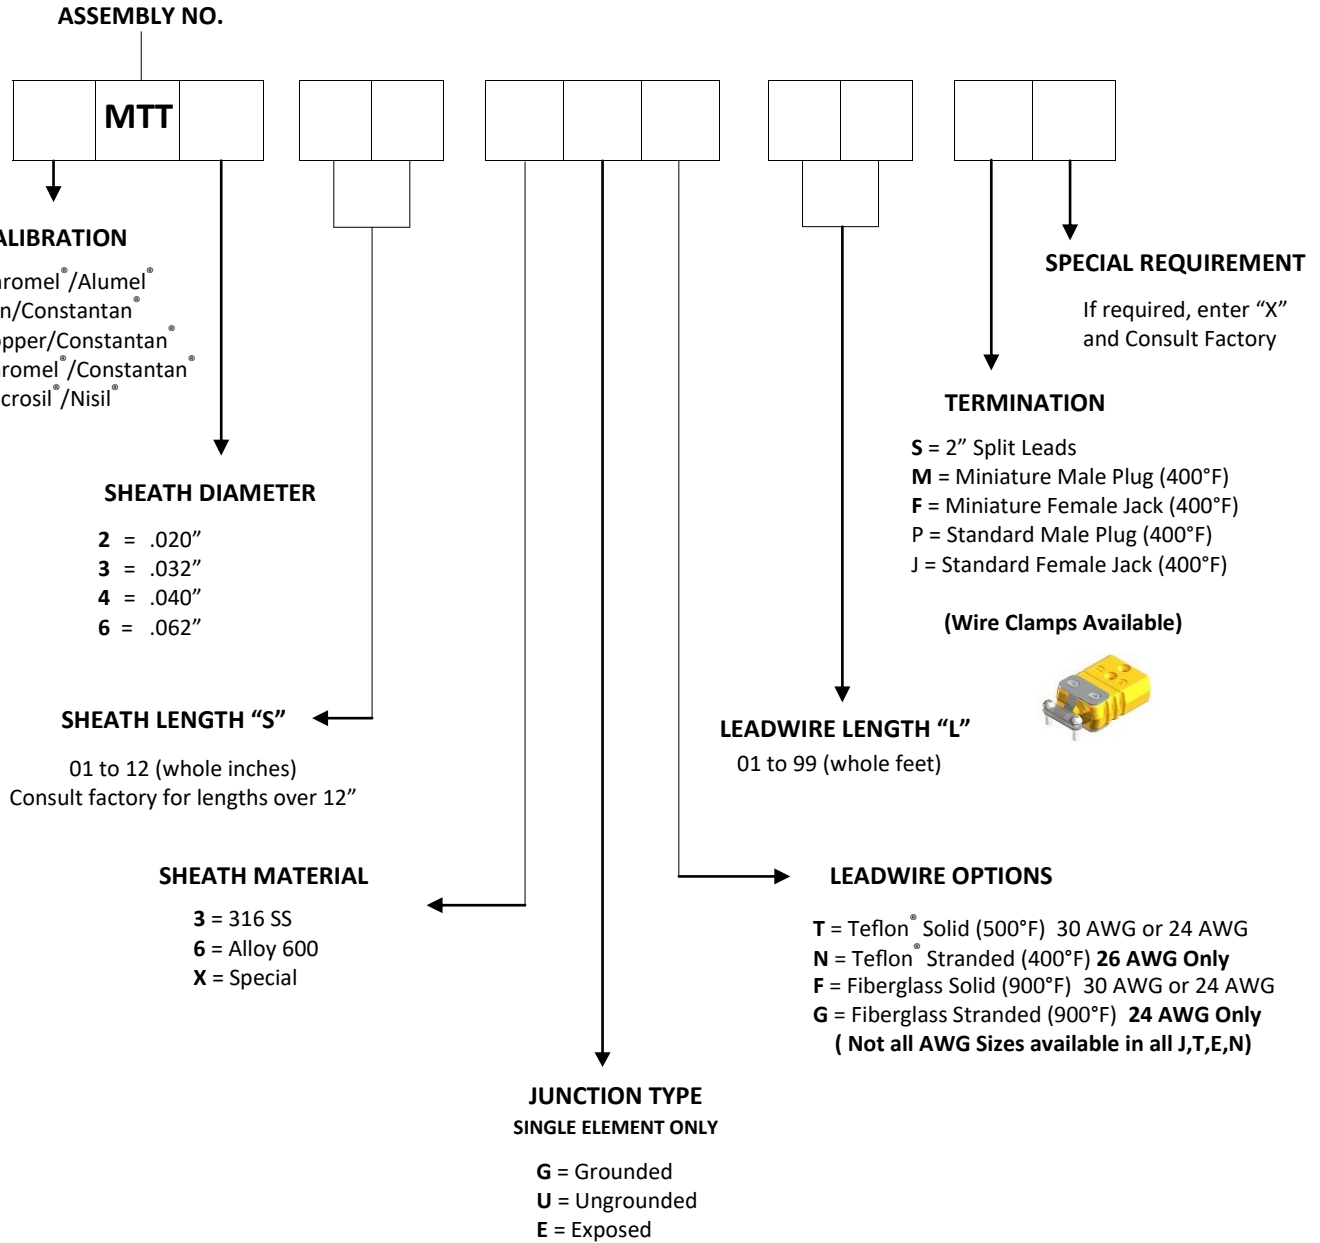 ASSEMBLY NO.
MTT
ALIBRATION
romel®/Alumel®
n/Constantan®
pper/Constantan®
romel®/Constantan®
crosil®/Nisil®
SPECIAL REQUIREMENT
If required, enter “X”
and Consult Factory
TERMINATION
S = 2” Split Leads
M = Miniature Male Plug (400°F)
F = Miniature Female Jack (400°F)
P = Standard Male Plug (400°F)
J = Standard Female Jack (400°F)
(Wire Clamps Available)
SHEATH DIAMETER
2 = .020”
3 = .032”
4 = .040”
6 = .062”
SHEATH LENGTH “S”
01 to 12 (whole inches)
Consult factory for lengths over 12”
LEADWIRE LENGTH “L”
01 to 99 (whole feet)
SHEATH MATERIAL
3 = 316 SS
6 = Alloy 600
X = Special
LEADWIRE OPTIONS
T = Teflon® Solid (500°F) 30 AWG or 24 AWG
N = Teflon® Stranded (400°F) 26 AWG Only
F = Fiberglass Solid (900°F) 30 AWG or 24 AWG
G = Fiberglass Stranded (900°F) 24 AWG Only
( Not all AWG Sizes available in all J,T,E,N)
JUNCTION TYPE
SINGLE ELEMENT ONLY
G = Grounded
U = Ungrounded
E = Exposed